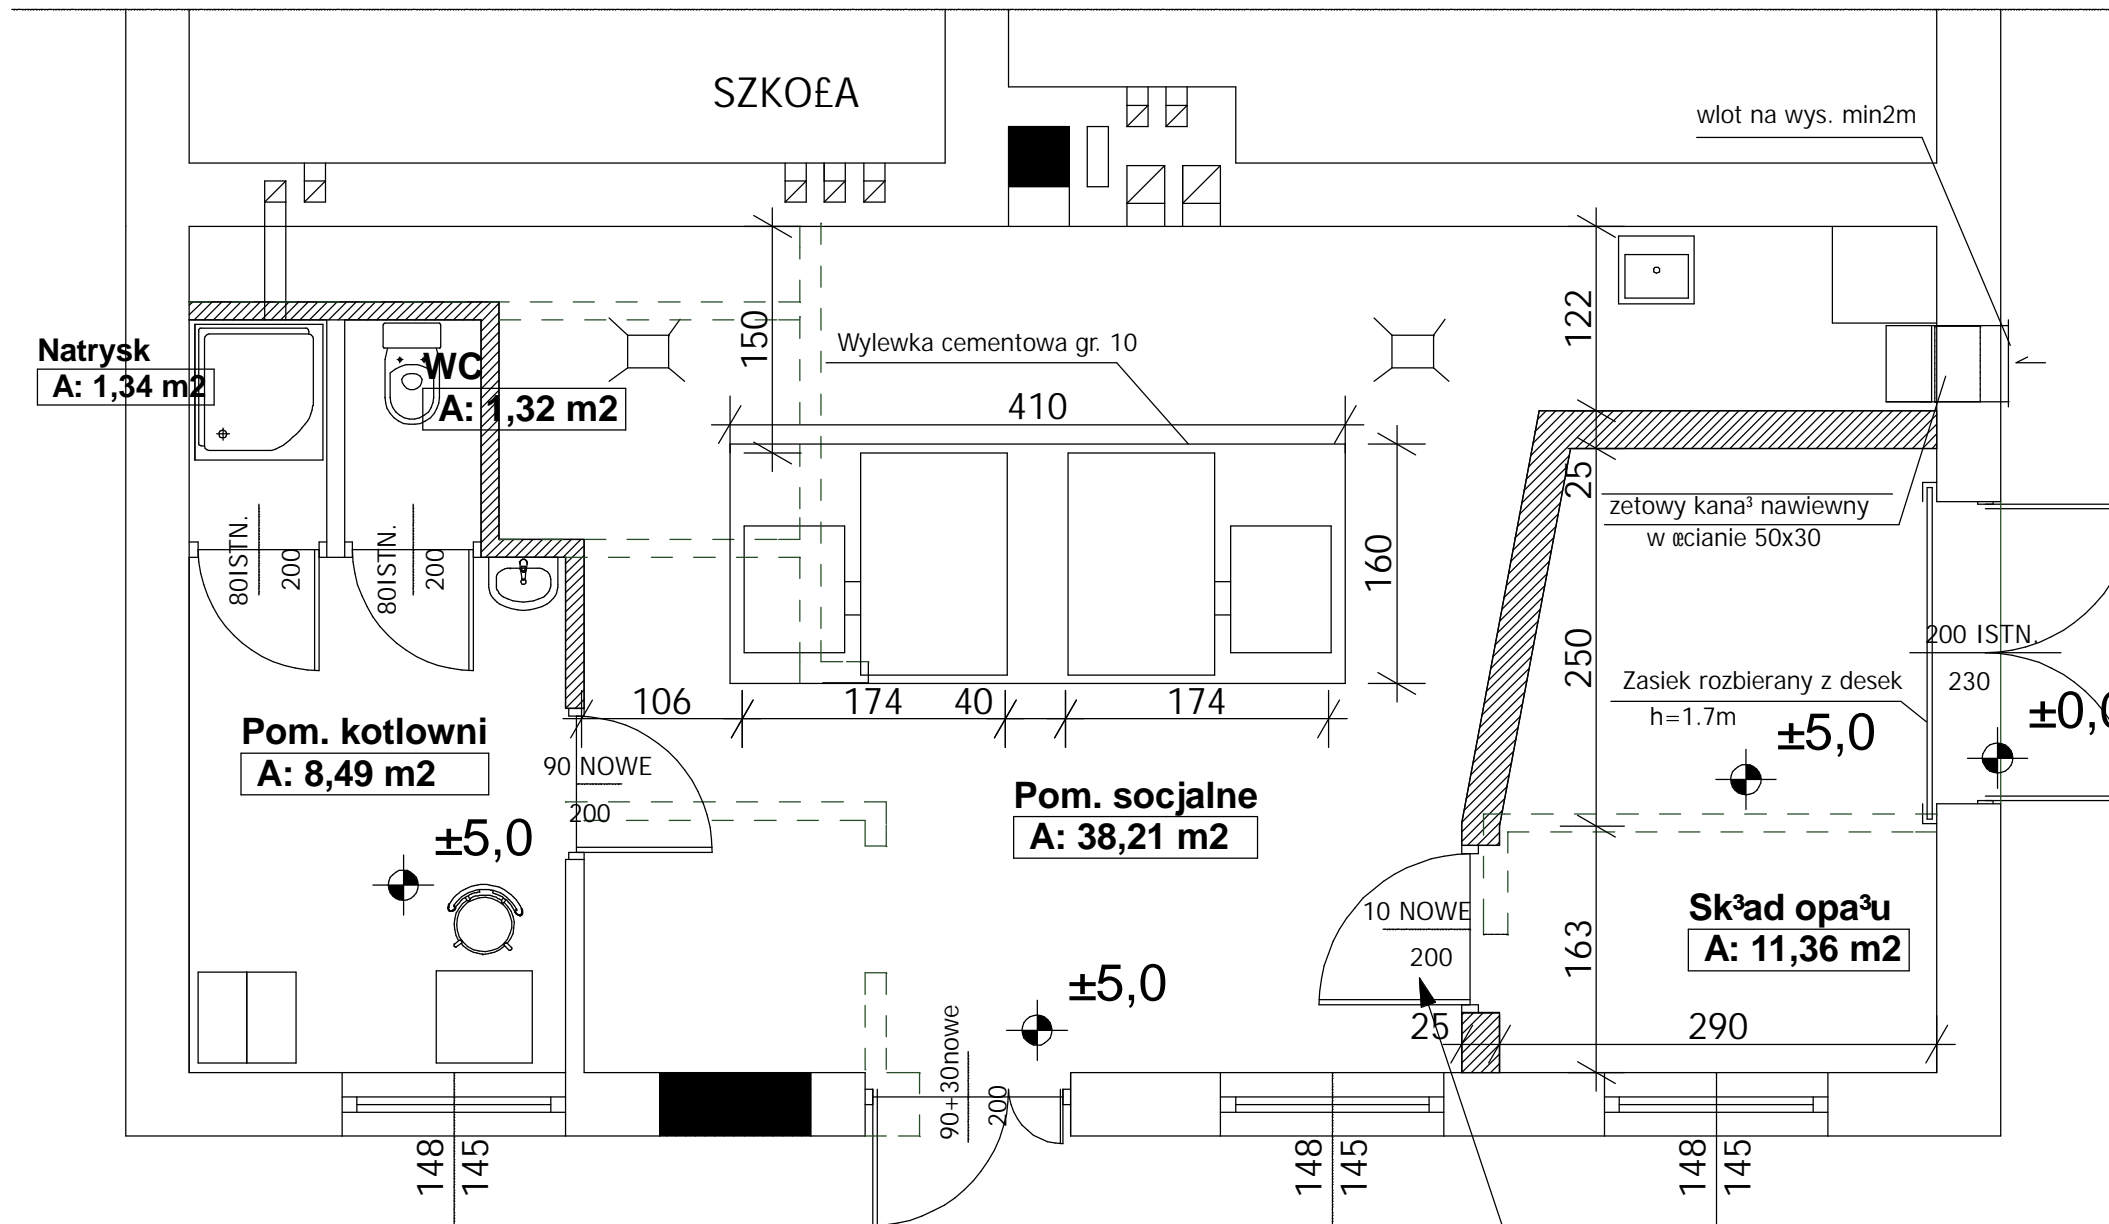 SZKO£A
wlot na wys. min2m
150
122
Wylewka cementowa gr. 10
Natrysk
A: 1,34 m2
WC
A: 1,32 m2
410
25
zetowy kana³ nawiewny
w œcianie 50x30
80ISTN.
200
80ISTN.
200
160
250
200 ISTN.
230
Zasiek rozbierany z desek
h=1.7m
±5,0
106
174
40
174
Pom. kotlowni
A: 8,49 m2
90 NOWE
200
±5,0
Pom. socjalne
A: 38,21 m2
10 NOWE
200
Sk³ad opa³u
A: 11,36 m2
163
±5,0
25
290
90+30nowe
200
148
145
148
145
148
145